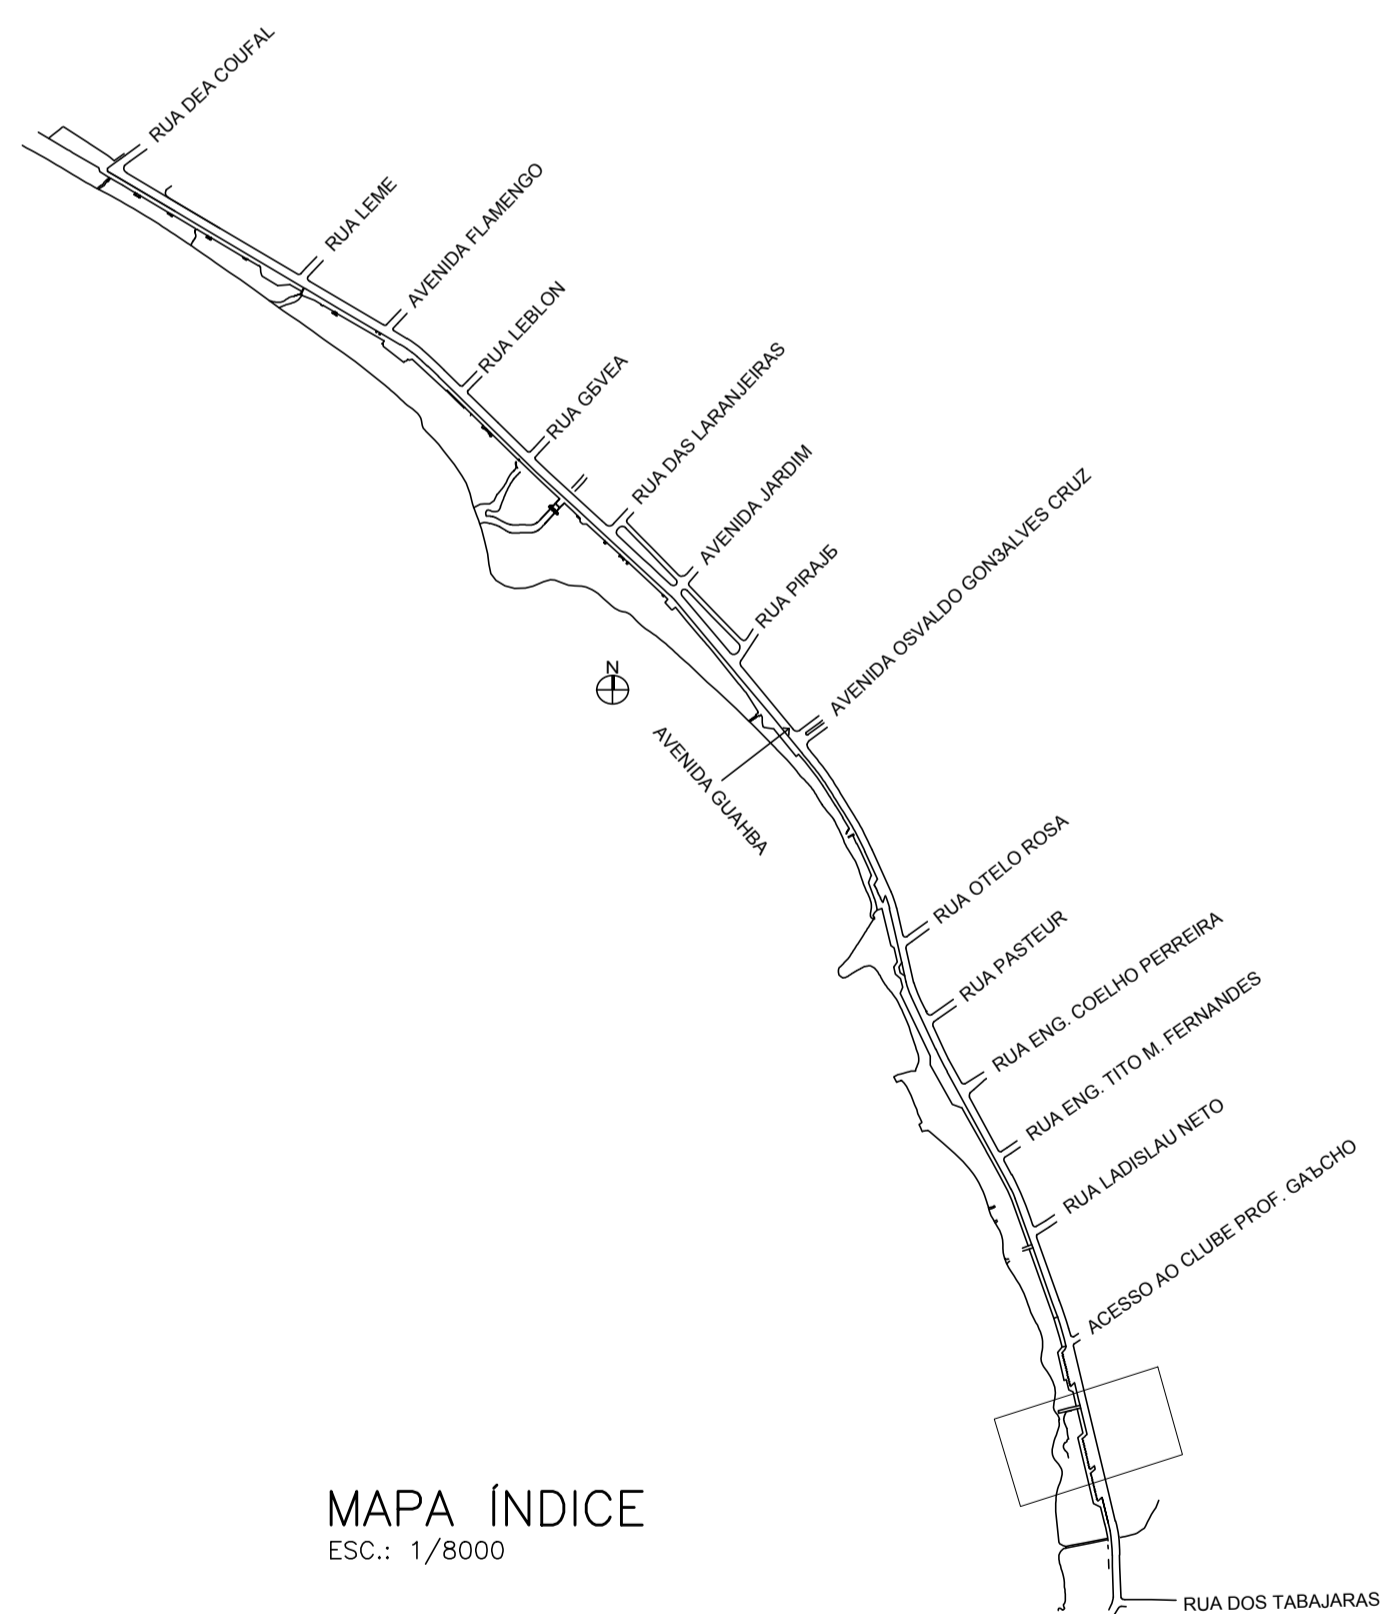 RUA DEA COUFAL
RUA LEME
AVENIDA FLAMENGO
RUA LEBLON
RUA GБVEA
RUA DAS LARANJEIRAS
AVENIDA JARDIM
RUA PIRAJБ
AVENIDA OSVALDO GONЗALVES CRUZ
N
AVENIDA GUAНBA
RUA OTELO ROSA
RUA PASTEUR
RUA ENG. COELHO PERREIRA
RUA ENG. TITO M. FERNANDES
RUA LADISLAU NETO
ACESSO AO CLUBE PROF. GAЪCHO
MAPA ÍNDICE
ESC.: 1/8000
RUA DOS TABAJARAS